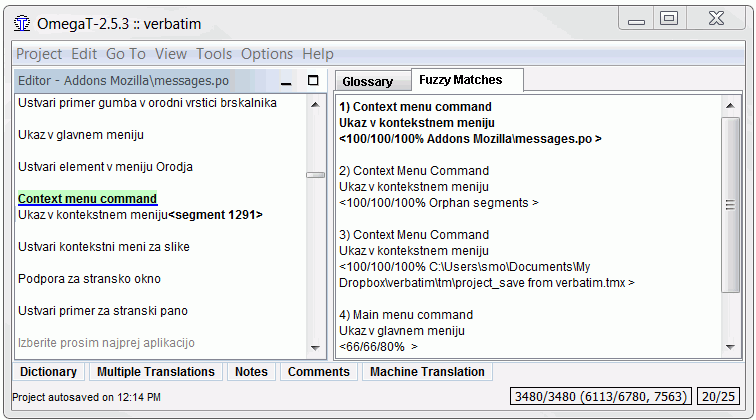 OmegaT-2.5.3 :: verbatim
Project Edit Go To View Tools Options Help
Editor - Addons Mozilla\messages.po
Ustvari primer gumba v orodni vrstici brskalnika
Ukaz v glavnem meniju
Ustvari element v meniju Orodja
Context menu command
Ukaz v kontekstnem meniju<segment 1291>
Ustvari kontekstni meni za slike
Podpora za stransko okno
Ustvari primer za stranski pano
Izberite prosim najprej aplikacijo
Glossary Fuzzy Matches
1) Context menu command
Ukaz v glavnem meniju
<100/100/100% Addons Mozilla\messages.po >
2) Context Menu Command
Ukaz v kontekstnem meniju
<100/100/100% Orphan segments >
3) Context Menu Command
Ukaz v kontekstnem meniju
<100/100/100% C:\Users\smo\Documents\My
Dropbox\verbatim\tm\project_save from verbatim.tmx >
4) Main menu command
Ukaz v glavnem meniju
<66/66/80%  >
Dictionary Multiple Translations Notes Comments Machine Translation
Project autosaved on 12:14 PM 3480/3480 (6113/6780, 7563) 20/25